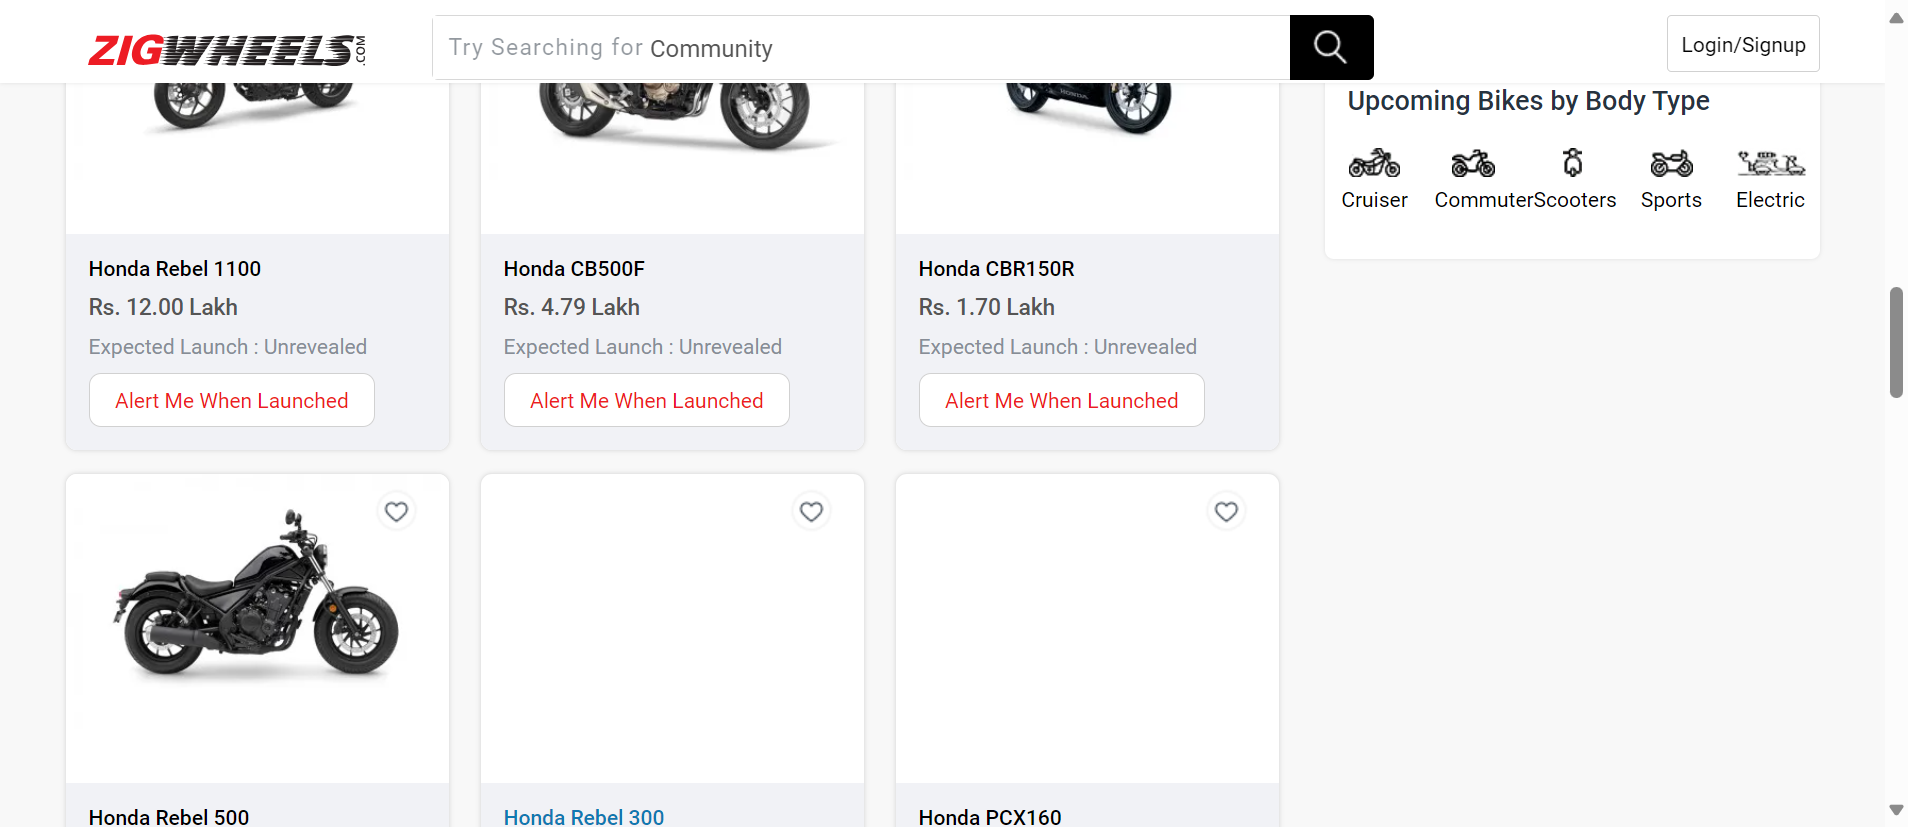 ZIGWHEELS.COM
Try Searching for Community
Login/Signup
Upcoming Bikes by Body Type
Cruiser
Commuter
Scooters
Sports
Electric
Honda Rebel 1100
Rs. 12.00 Lakh
Expected Launch : Unrevealed
Alert Me When Launched
Honda CB500F
Rs. 4.79 Lakh
Expected Launch : Unrevealed
Alert Me When Launched
HONDA
Honda CBR150R
Rs. 1.70 Lakh
Expected Launch : Unrevealed
Alert Me When Launched
Honda Rebel 500
Honda Rebel 300
Honda PCX160